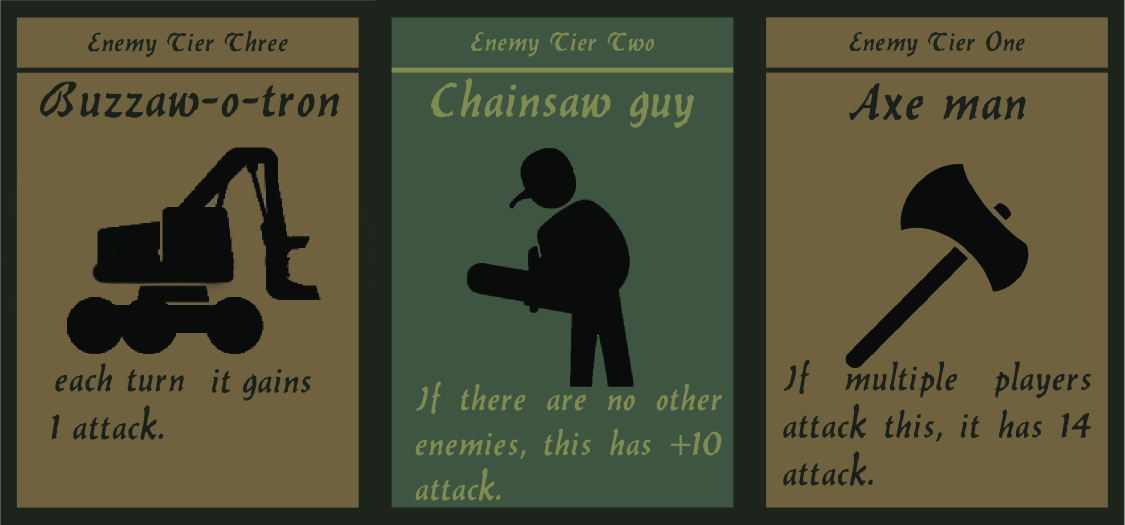 Enemy Tier Three
Buzzaw-o-tron
each turn it gains
1 attack.
Enemy Tier Two
Chainsaw guy
If there are no other
enemies, this has +10
attack.
Enemy Tier One
Axe man
If multiple players
attack this, it has 14
attack.